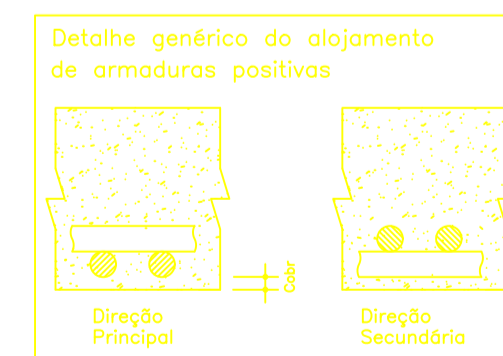 Detalhe genérico do alojamento
de armaduras positivas
Cobr
Direção
Principal
Direção
Secundária